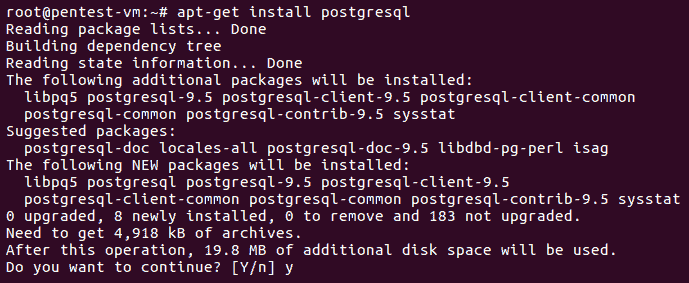 root@pentest-vm:~# apt-get install postgresql
Reading package lists... Done
Building dependency tree
Reading state information... Done
The following additional packages will be installed:
  libpq5 postgresql-9.5 postgresql-client-9.5 postgresql-client-common
  postgresql-common postgresql-contrib-9.5 sysstat
Suggested packages:
  postgresql-doc locales-all postgresql-doc-9.5 libdbd-pg-perl isag
The following NEW packages will be installed:
  libpq5 postgresql postgresql-9.5 postgresql-client-9.5
  postgresql-client-common postgresql-common postgresql-contrib-9.5 sysstat
0 upgraded, 8 newly installed, 0 to remove and 183 not upgraded.
Need to get 4,918 kB of archives.
After this operation, 19.8 MB of additional disk space will be used.
Do you want to continue? [Y/n] y